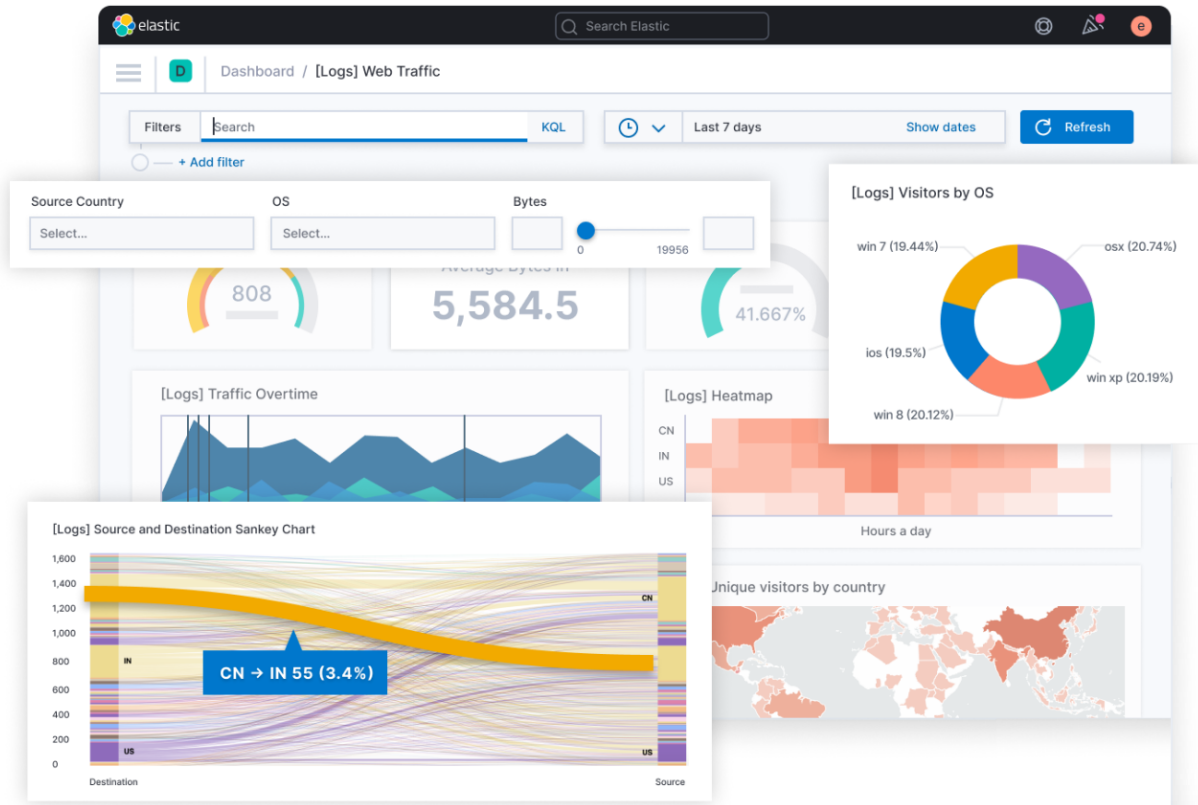 elastic
Search Elastic
e
D
Dashboard / [Logs] Web Traffic
Filters
Search
KQL
Last 7 days
Show dates
Refresh
+ Add filter
Source Country
OS
Bytes
Select...
Select...
0
19956
[Logs] Visitors by OS
win 7 (19.44%)
osx (20.74%)
ios (19.5%)
win xp (20.19%)
win 8 (20.12%)
808
Average Bytes In
5,584.5
41.667%
[Logs] Traffic Overtime
[Logs] Heatmap
CN
IN
US
Hours a day
[Logs] Source and Destination Sankey Chart
1,600
1,400
1,200
1,000
800
600
400
200
0
CN
IN
CN → IN 55 (3.4%)
US
US
Destination
Source
Unique visitors by country